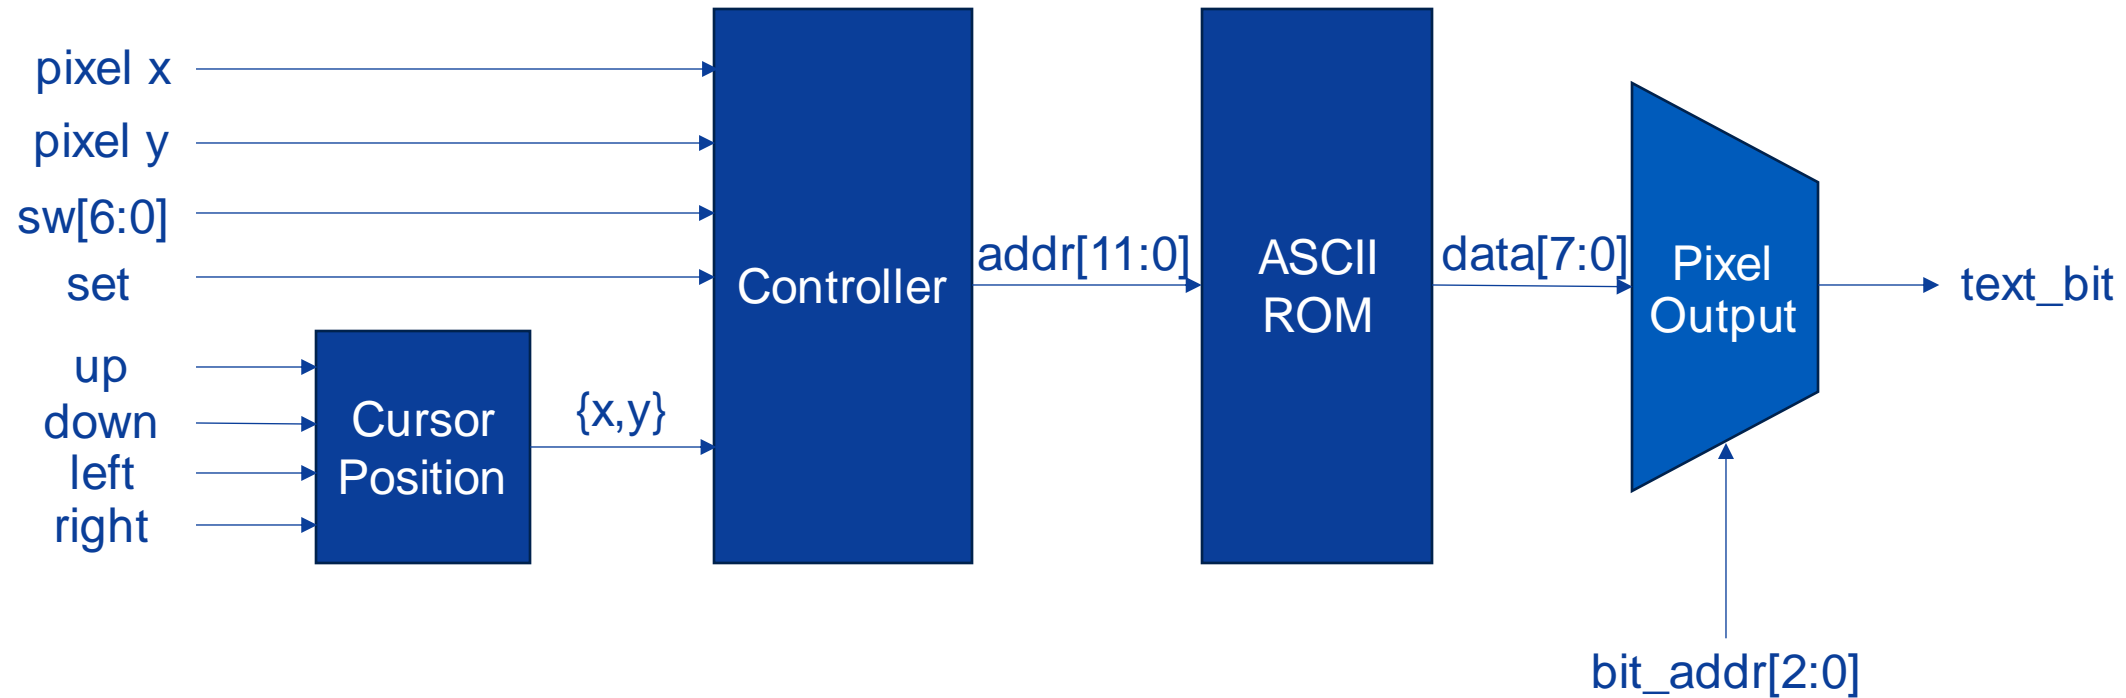 pixel x
pixel y
sw[6:0]
set
up
down
left
right
Cursor
Position
{x,y}
Controller
addr[11:0]
ASCII
ROM
data[7:0]
Pixel
Output
text_bit
bit_addr[2:0]